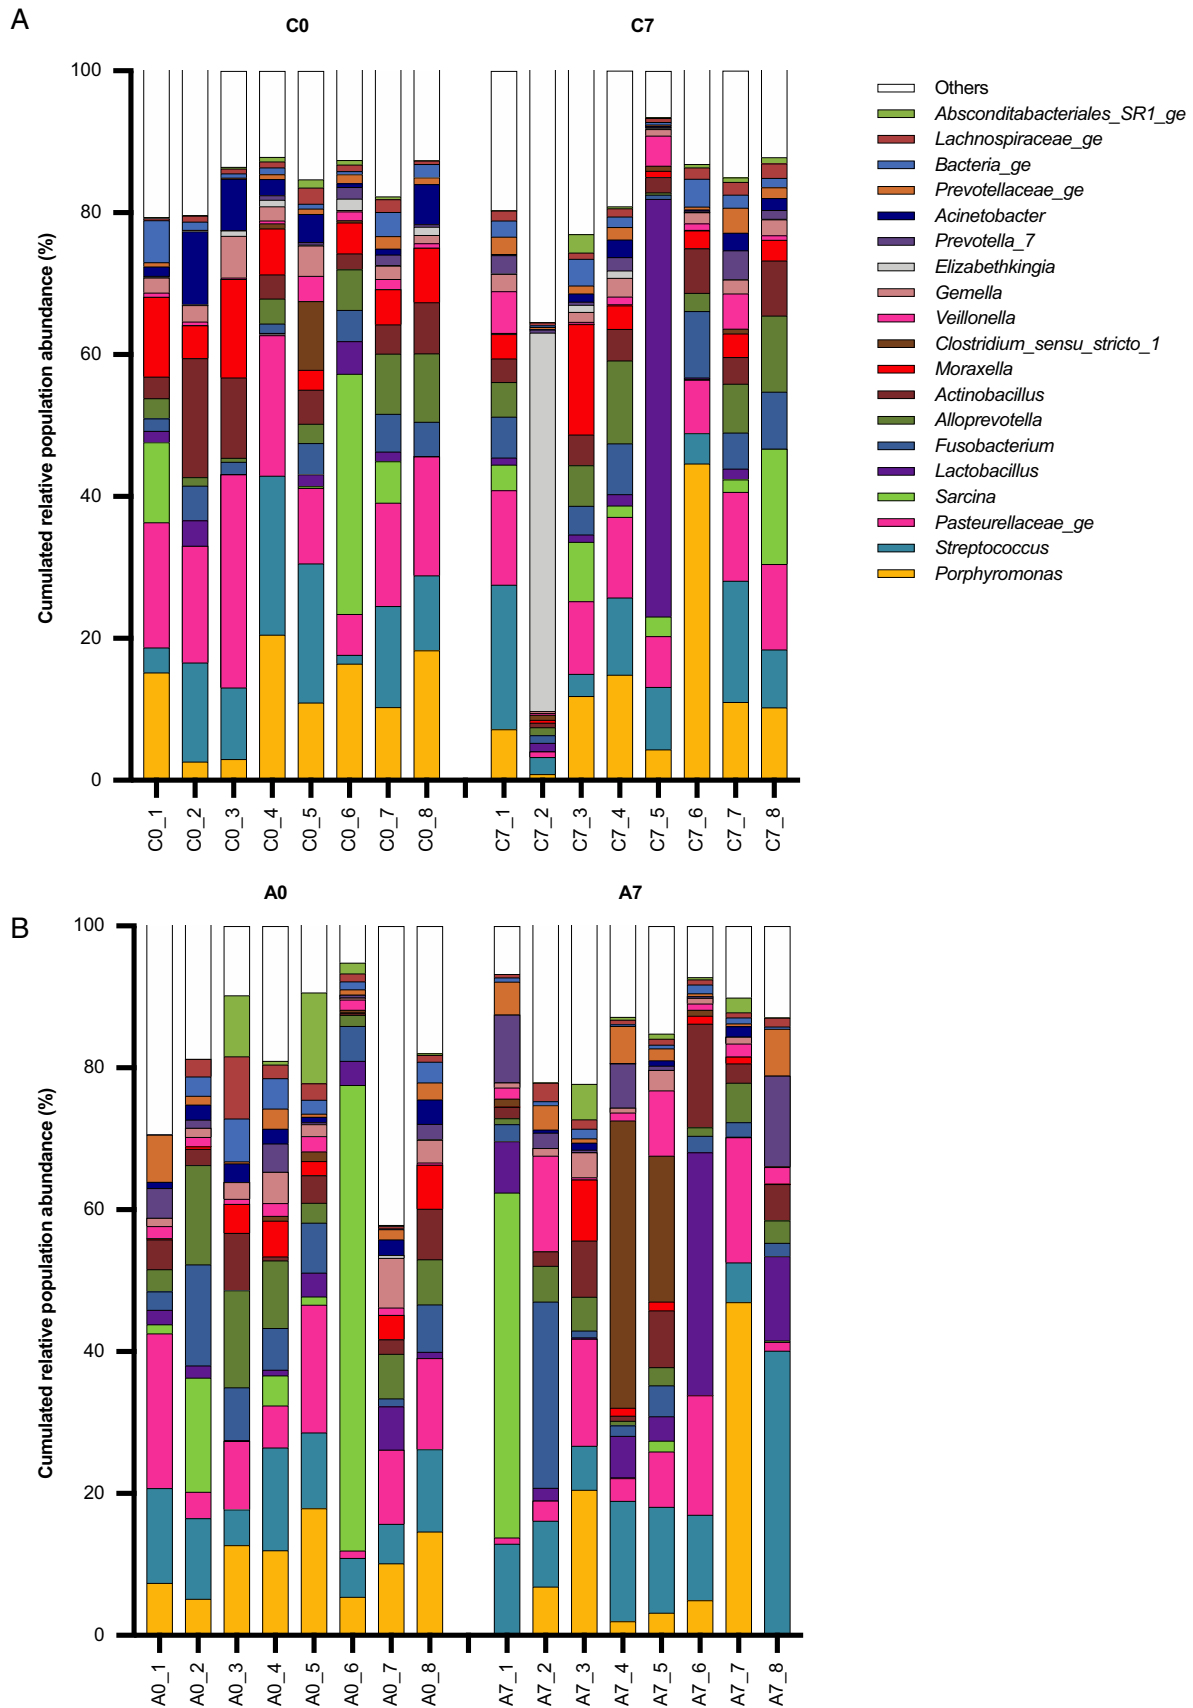 A
C0
C7
Cumulated relative population abundance (%)
100
80
60
40
20
0
C0_1
C0_2
C0_3
C0_4
C0_5
C0_6
C0_7
C0_8
C7_1
C7_2
C7_3
C7_4
C7_5
C7_6
C7_7
C7_8
Others
Absconditabacteriales_SR1_ge
Lachnospiraceae_ge
Bacteria_ge
Prevotellaceae_ge
Acinetobacter
Prevotella_7
Elizabethkingia
Gemella
Veillonella
Clostridium_sensu_stricto_1
Moraxella
Actinobacillus
Alloprevotella
Fusobacterium
Lactobacillus
Sarcina
Pasteurellaceae_ge
Streptococcus
Porphyromonas
B
A0
A7
Cumulated relative population abundance (%)
100
80
60
40
20
0
A0_1
A0_2
A0_3
A0_4
A0_5
A0_6
A0_7
A0_8
A7_1
A7_2
A7_3
A7_4
A7_5
A7_6
A7_7
A7_8